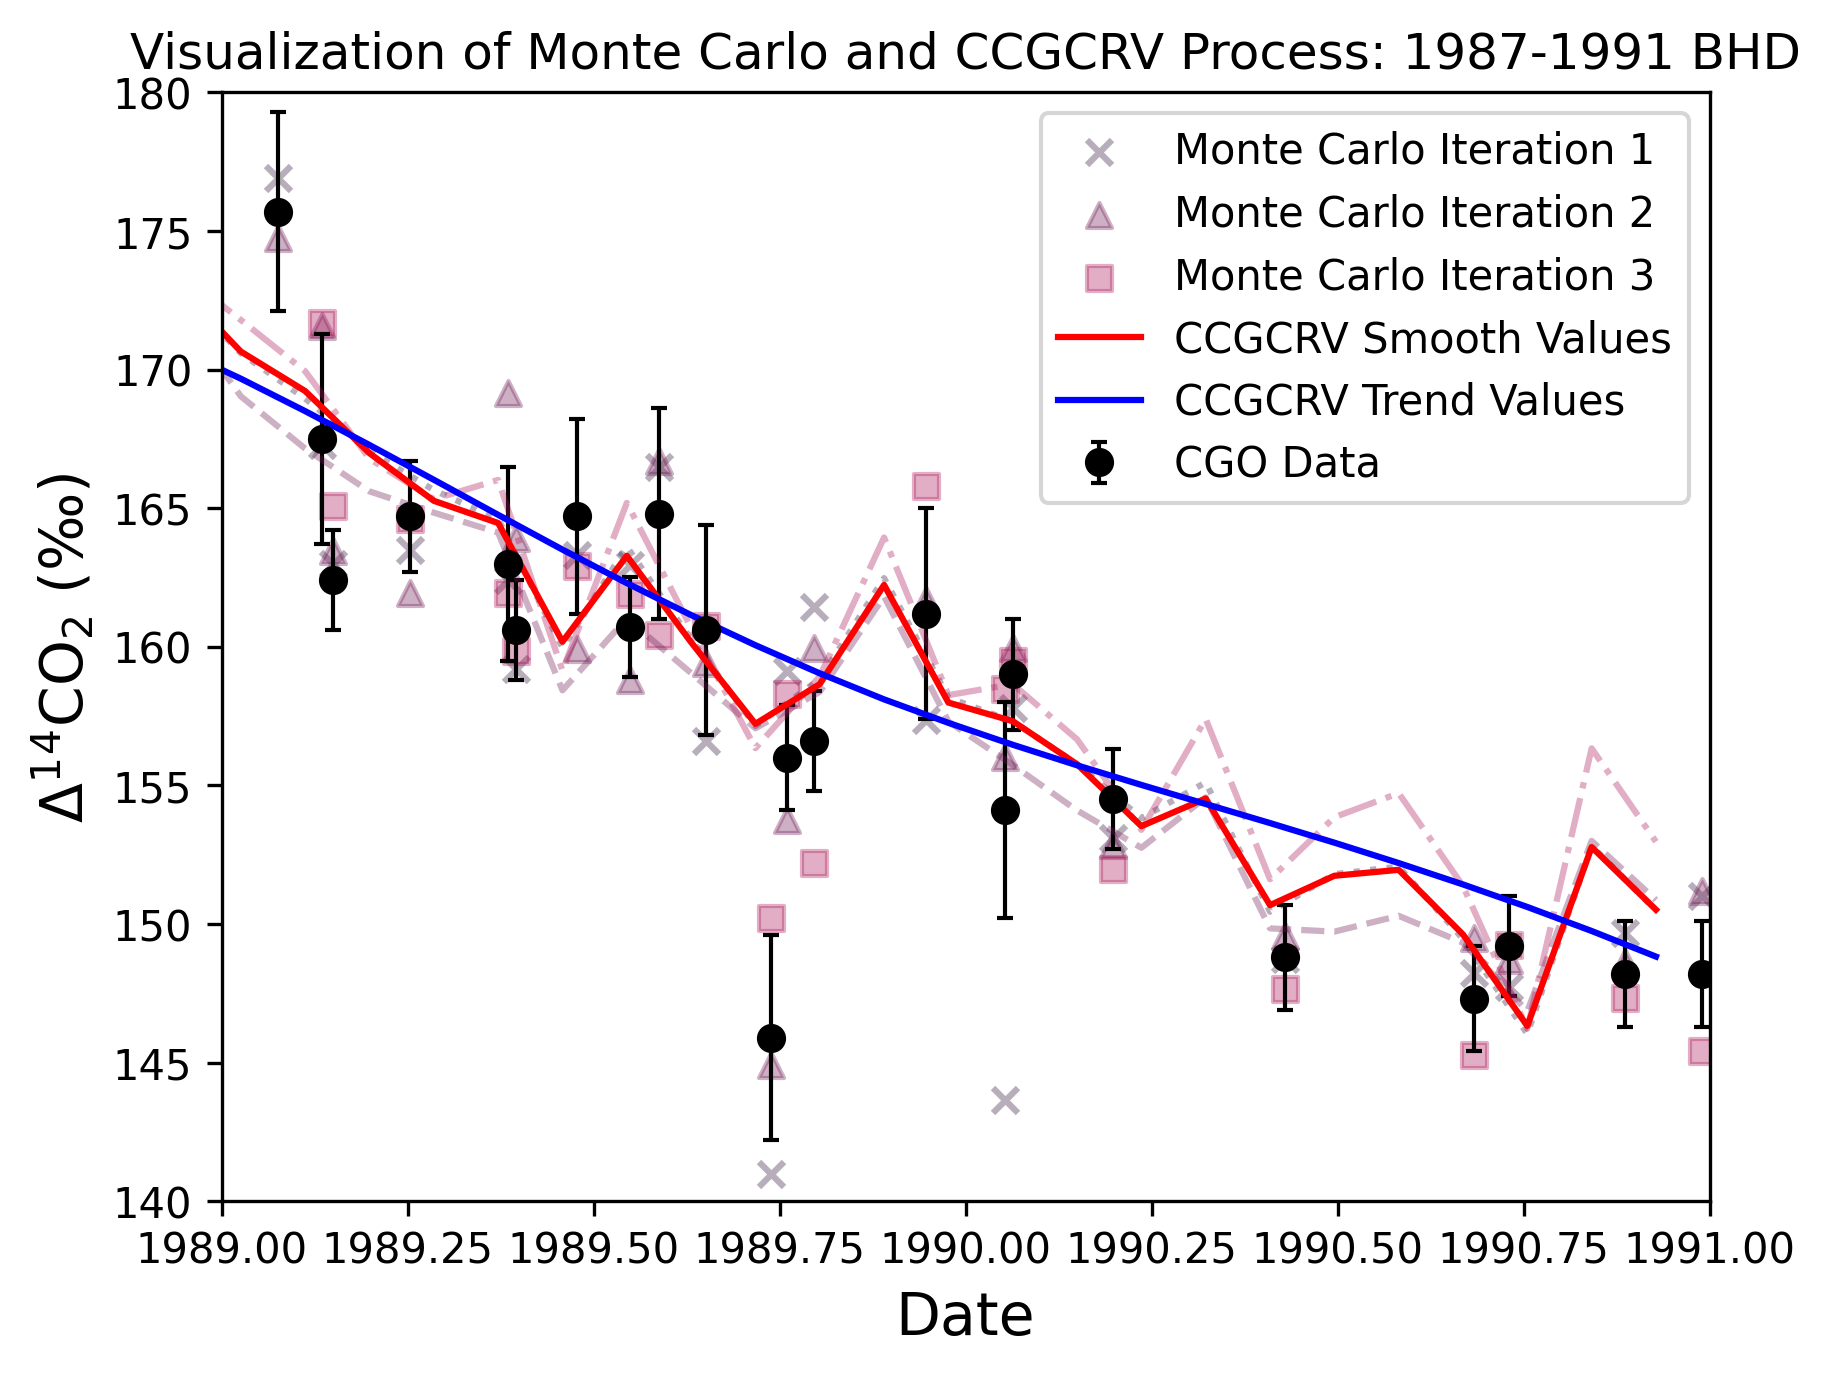 Visualization of Monte Carlo and CCGCRV Process: 1987-1991 BHD
180
175
170
165
160
155
150
145
140
Δ¹⁴CO₂ (‰)
Monte Carlo Iteration 1
Monte Carlo Iteration 2
Monte Carlo Iteration 3
CCGCRV Smooth Values
CCGCRV Trend Values
CGO Data
1989.00 1989.25 1989.50 1989.75 1990.00 1990.25 1990.50 1990.75 1991.00
Date